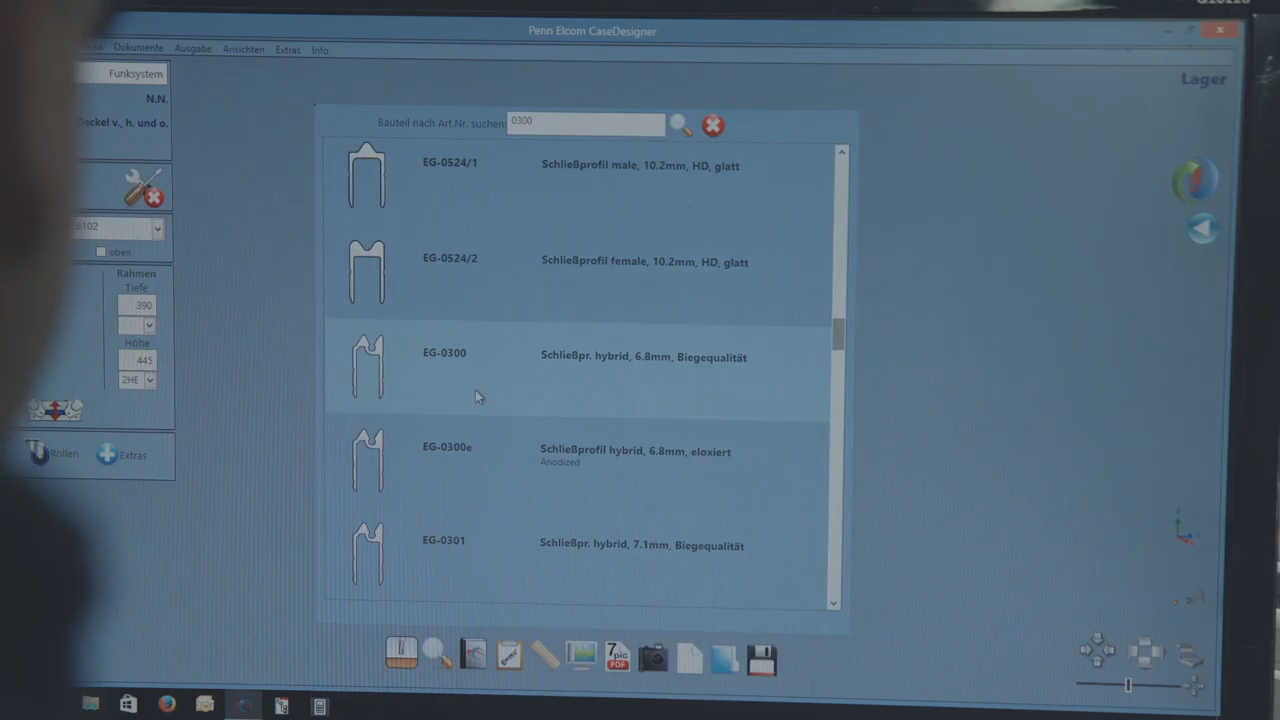 Penn Elcom CaseDesigner
Dokumente Ausgabe Ansichten Extras Info
Funksystem
N.N.
Deckel v., h. und o.
6102
oben
Rahmen
Tiefe
390
Höhe
445
2HE
Rollen Extras
Lager
Bauteil nach Art.Nr. suchen: 0300
EG-0524/1 Schließprofil male, 10.2mm, HD, glatt
EG-0524/2 Schließprofil female, 10.2mm, HD, glatt
EG-0300 Schließpr. hybrid, 6.8mm, Biegequalität
EG-0300e Schließprofil hybrid, 6.8mm, eloxiert
Anodized
EG-0301 Schließpr. hybrid, 7.1mm, Biegequalität
7pic
PDF